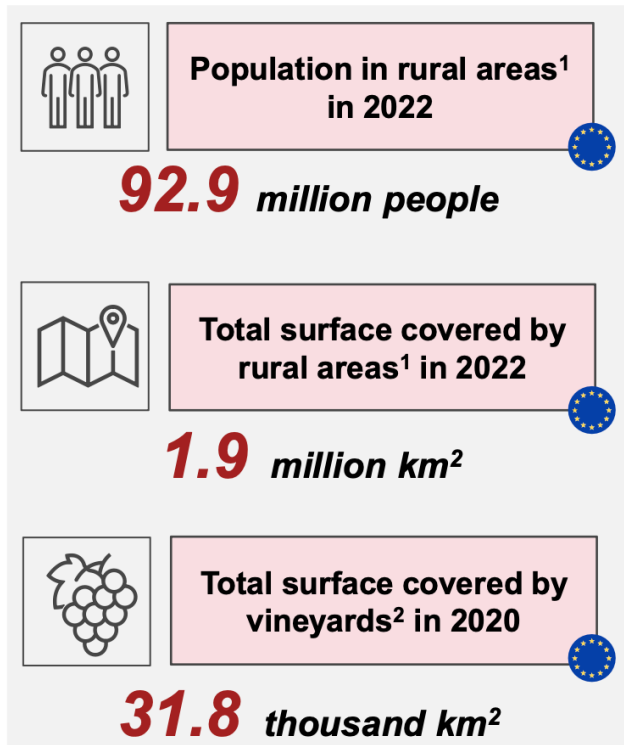 Population in rural areas¹
in 2022
92.9 million people
Total surface covered by
rural areas¹ in 2022
1.9 million km²
Total surface covered by
vineyards² in 2020
31.8 thousand km²